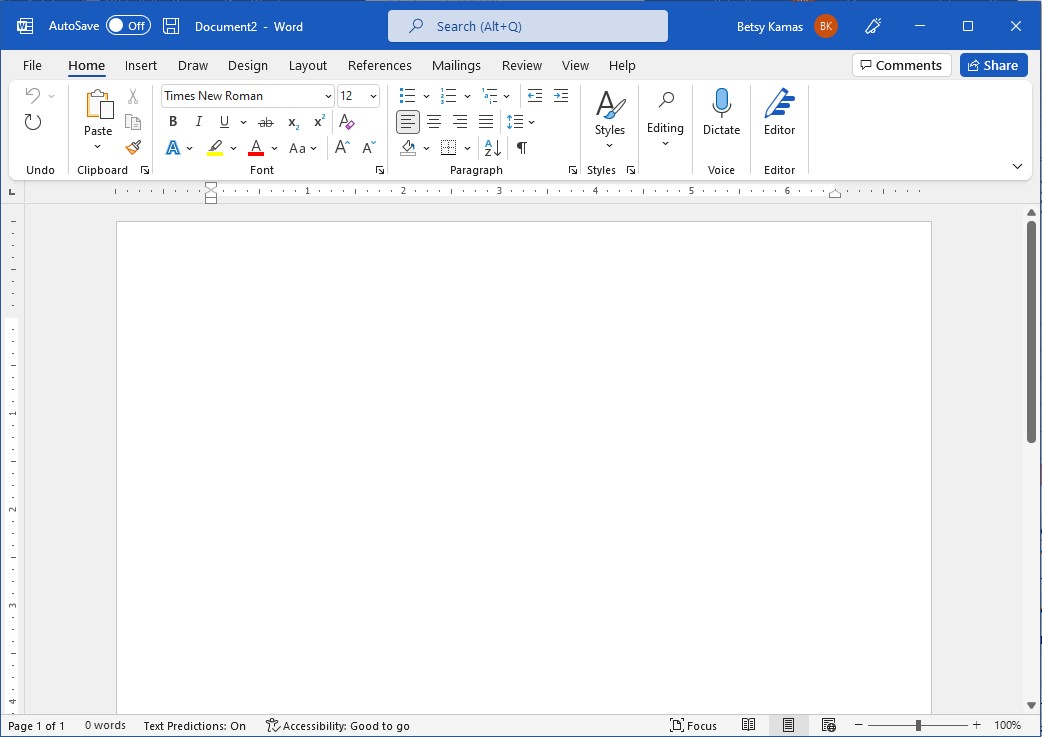 AutoSave Off Document2 - Word Search (Alt+Q) Betsy Kamas BK
File Home Insert Draw Design Layout References Mailings Review View Help Comments Share
Times New Roman 12
Paste B I U ab x2 x2 A Styles Editing Dictate Editor
A A Aa A A A Z
Undo Clipboard Font Paragraph Styles Voice Editor
1 2 3 4 5 6
1
2
3
4
Page 1 of 1 0 words Text Predictions: On Accessibility: Good to go Focus 100%